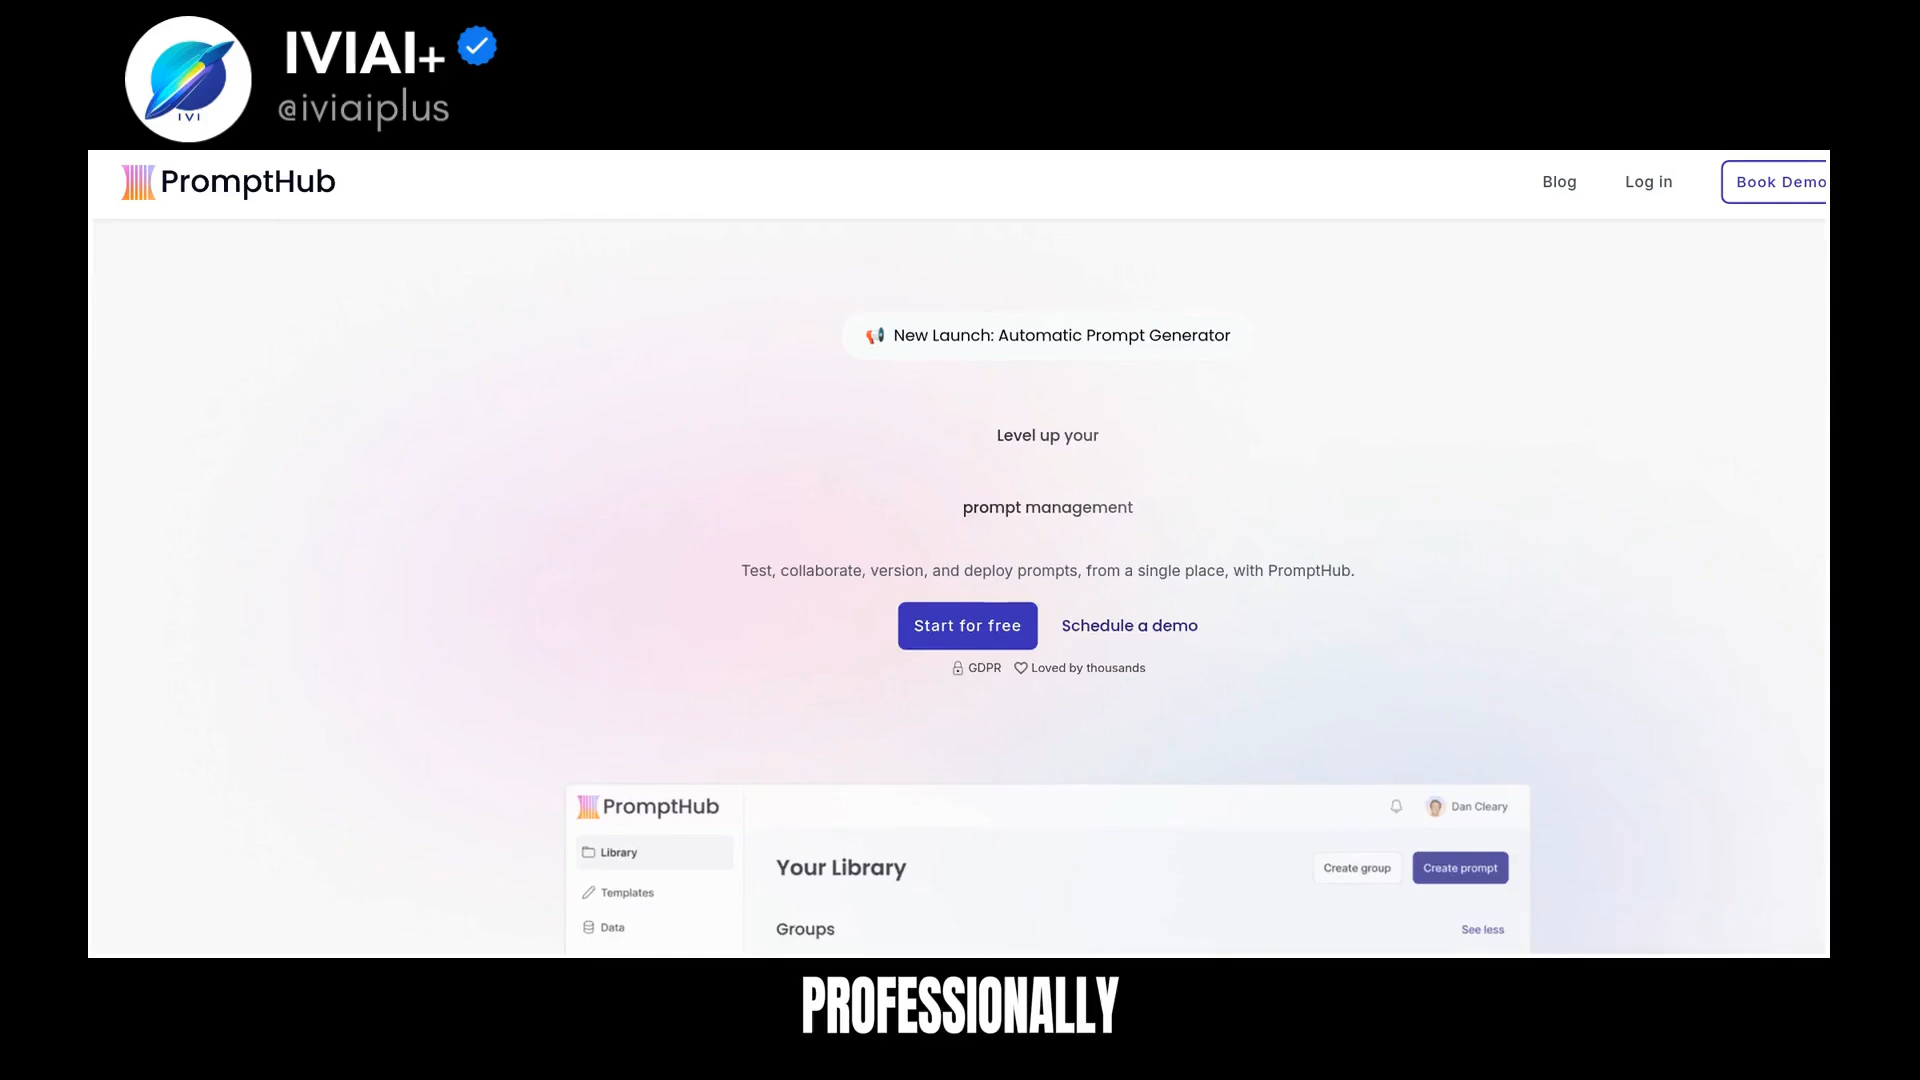 IVIAI+
@iviaiplus
IVI
PromptHub
Blog
Log in
Book Demo
📢 New Launch: Automatic Prompt Generator
Level up your
prompt management
Test, collaborate, version, and deploy prompts, from a single place, with PromptHub.
Start for free
Schedule a demo
GDPR
Loved by thousands
PromptHub
Dan Cleary
Library
Your Library
Create group
Create prompt
Templates
Data
Groups
See less
PROFESSIONALLY